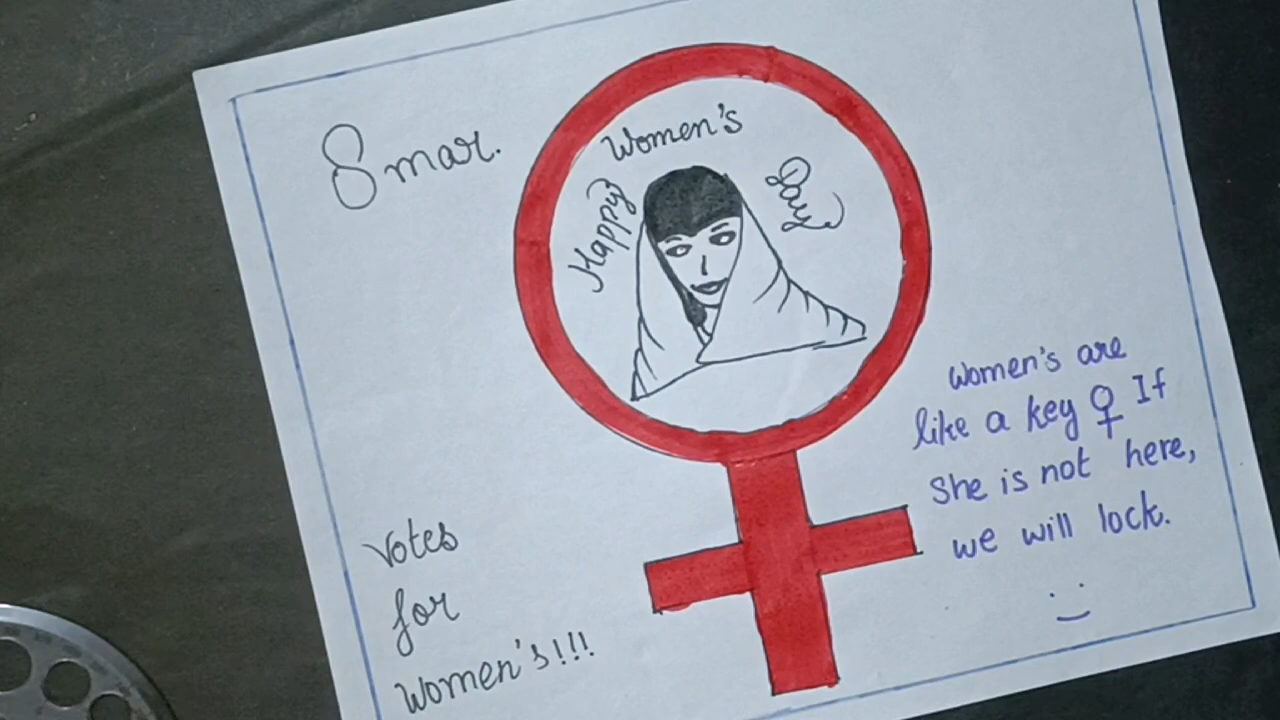 8 mar.
Happy Women's Day
Women's are
like a key ♀ If
She is not here,
we will lock.
Votes
for
Women's!!!